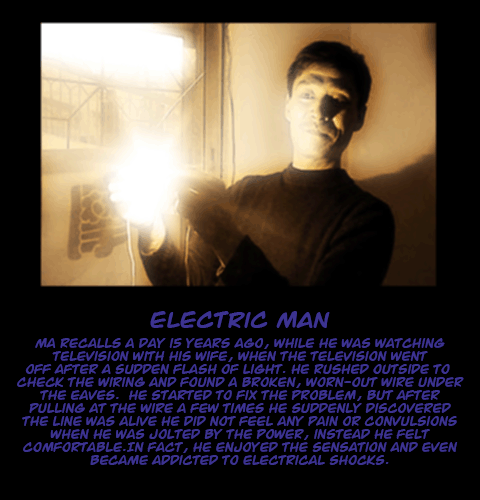 ELECTRIC MAN
MA RECALLS A DAY 15 YEARS AGO, WHILE HE WAS WATCHING
TELEVISION WITH HIS WIFE, WHEN THE TELEVISION WENT
OFF AFTER A SUDDEN FLASH OF LIGHT. HE RUSHED OUTSIDE TO
CHECK THE WIRING AND FOUND A BROKEN, WORN-OUT WIRE UNDER
THE EAVES. HE STARTED TO FIX THE PROBLEM, BUT AFTER
PULLING AT THE WIRE A FEW TIMES HE SUDDENLY DISCOVERED
THE LINE WAS ALIVE HE DID NOT FEEL ANY PAIN OR CONVULSIONS
WHEN HE WAS JOLTED BY THE POWER, INSTEAD HE FELT
COMFORTABLE.IN FACT, HE ENJOYED THE SENSATION AND EVEN
BECAME ADDICTED TO ELECTRICAL SHOCKS.